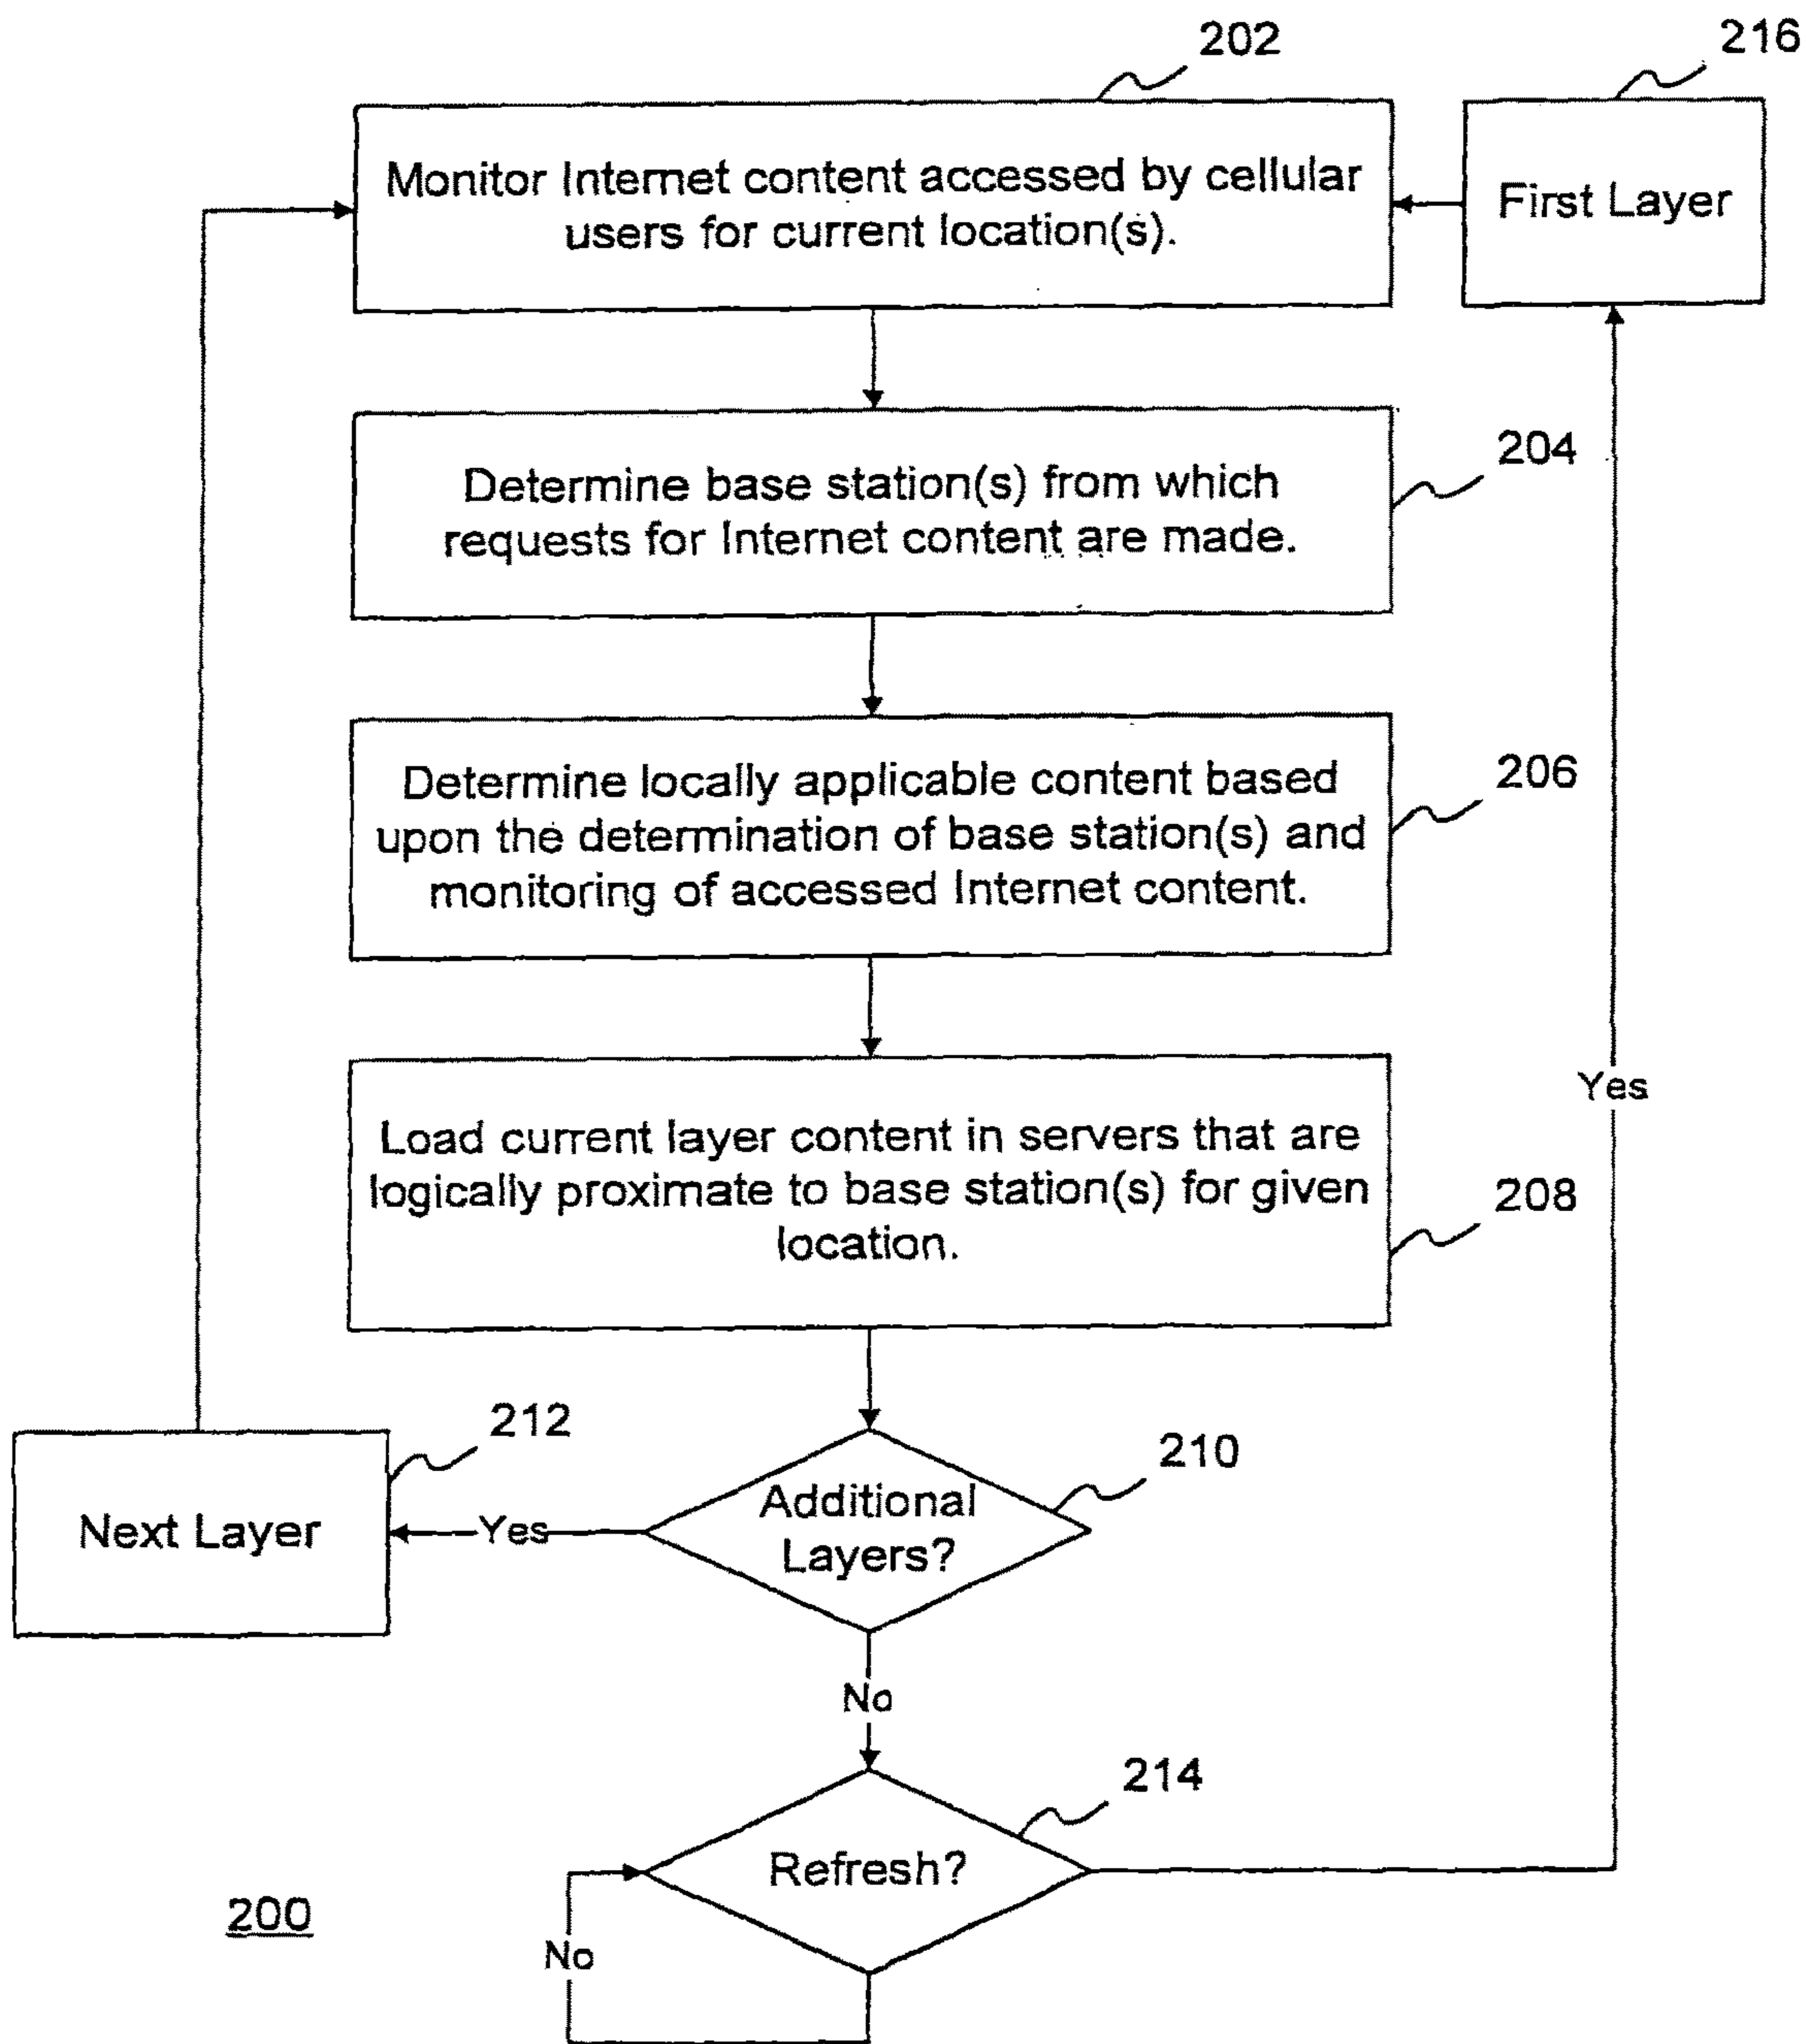 202
216
Monitor Internet content accessed by cellular
users for current location(s).
First Layer
204
Determine base station(s) from which
requests for Internet content are made.
206
Determine locally applicable content based
upon the determination of base station(s) and
monitoring of accessed Internet content.
Yes
Load current layer content in servers that are
logically proximate to base station(s) for given
location.
208
212
210
Next Layer
Yes
Additional
Layers?
No
214
Refresh?
200
No